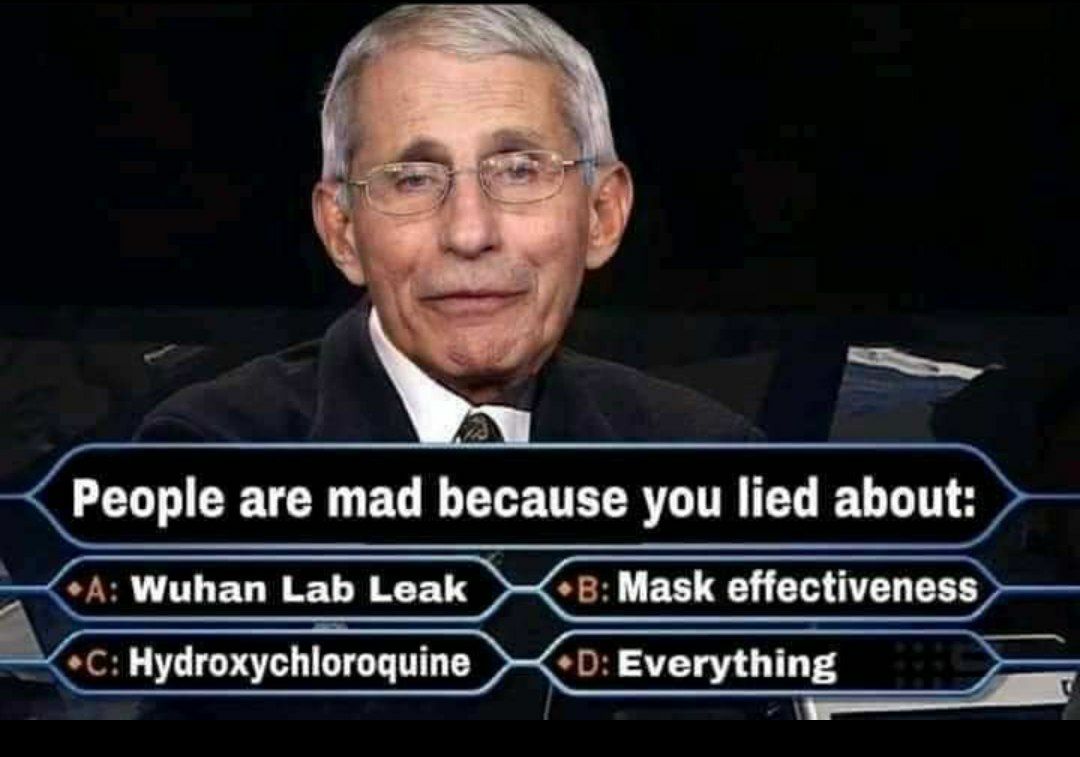 People are mad because you lied about:
A: Wuhan Lab Leak
B: Mask effectiveness
C: Hydroxychloroquine
D: Everything